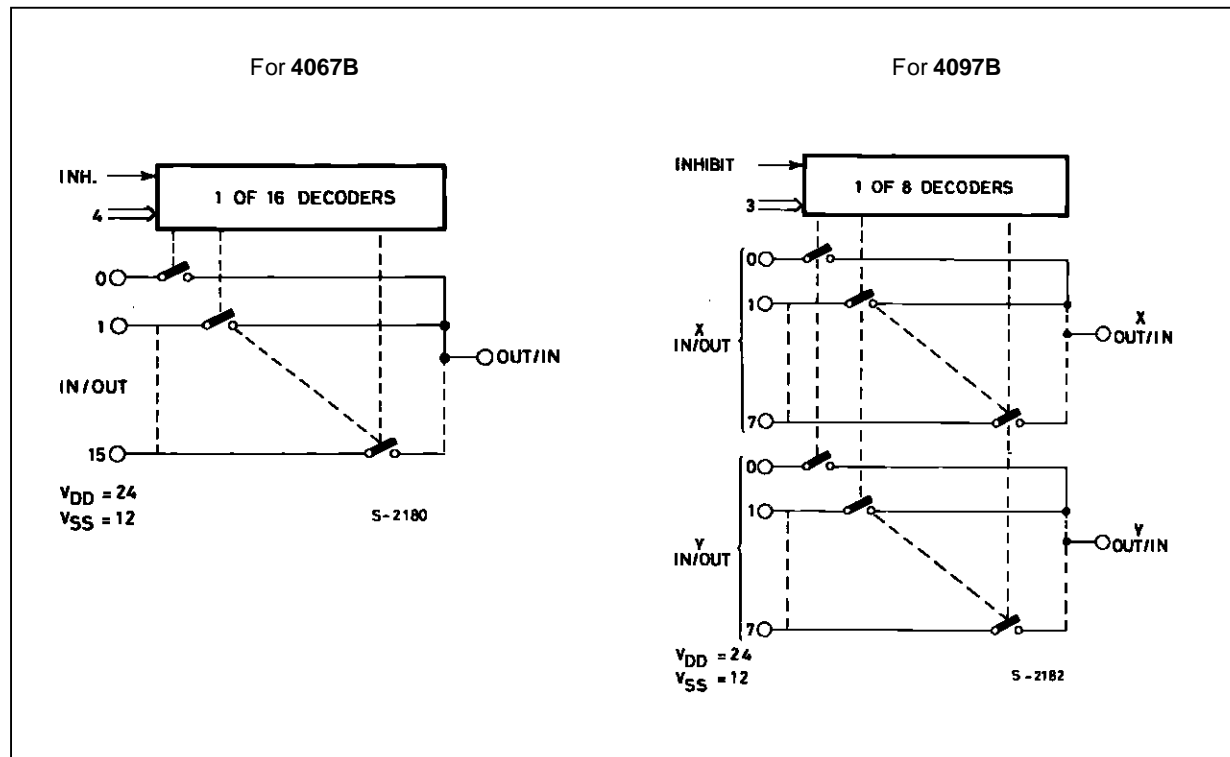 For 4067B
INH.
1 OF 16 DECODERS
4
0
1
IN/OUT
OUT/IN
15
VDD = 24
VSS = 12
S-2180
For 4097B
INHIBIT
1 OF 8 DECODERS
3
0
1
X
IN/OUT
X
OUT/IN
7
0
1
Y
IN/OUT
Y
OUT/IN
7
VDD = 24
VSS = 12
S-2182